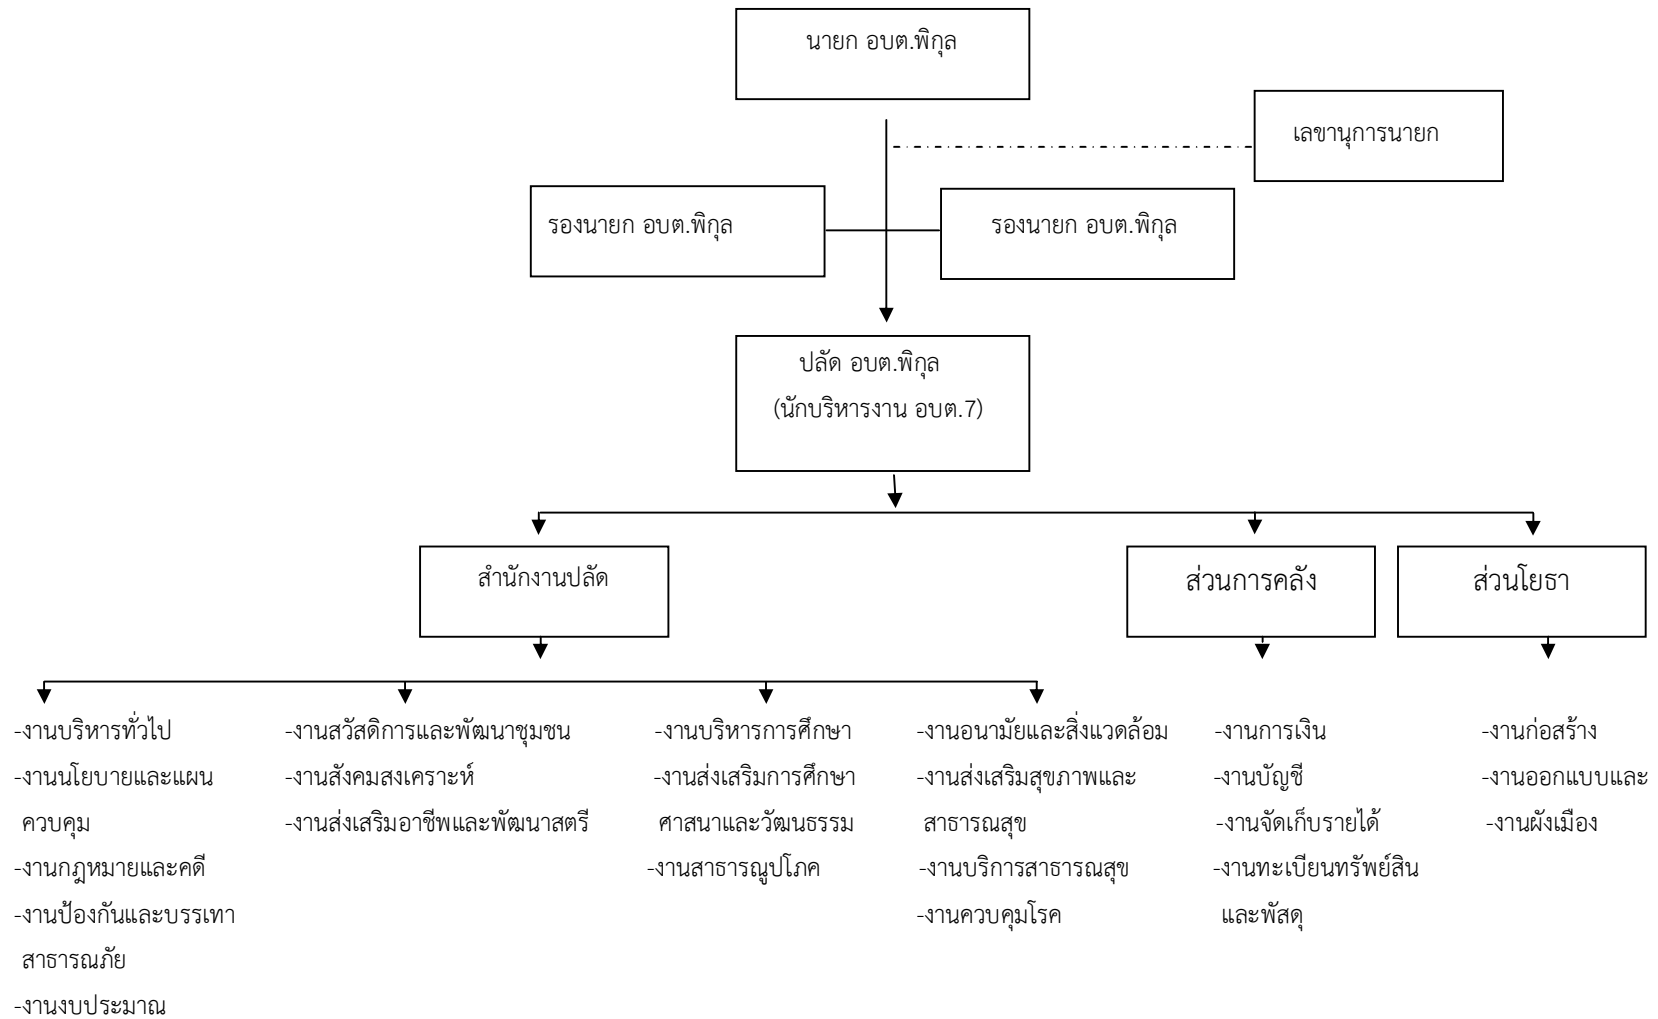 นายก อบต.พิกุล
เลขานุการนายก
รองนายก อบต.พิกุล
รองนายก อบต.พิกุล
ปลัด อบต.พิกุล
(นักบริหารงาน อบต.7)
สำนักงานปลัด
ส่วนการคลัง
ส่วนโยธา
-งานบริหารทั่วไป
-งานนโยบายและแผน
ควบคุม
-งานกฎหมายและคดี
-งานป้องกันและบรรเทา
สาธารณภัย
-งานงบประมาณ
-งานสวัสดิการและพัฒนาชุมชน
-งานสังคมสงเคราะห์
-งานส่งเสริมอาชีพและพัฒนาสตรี
-งานบริหารการศึกษา
-งานส่งเสริมการศึกษา
ศาสนาและวัฒนธรรม
-งานสาธารณูปโภค
-งานอนามัยและสิ่งแวดล้อม
-งานส่งเสริมสุขภาพและ
สาธารณสุข
-งานบริการสาธารณสุข
-งานควบคุมโรค
-งานการเงิน
-งานบัญชี
-งานจัดเก็บรายได้
-งานทะเบียนทรัพย์สิน
และพัสดุ
-งานก่อสร้าง
-งานออกแบบและ
-งานผังเมือง